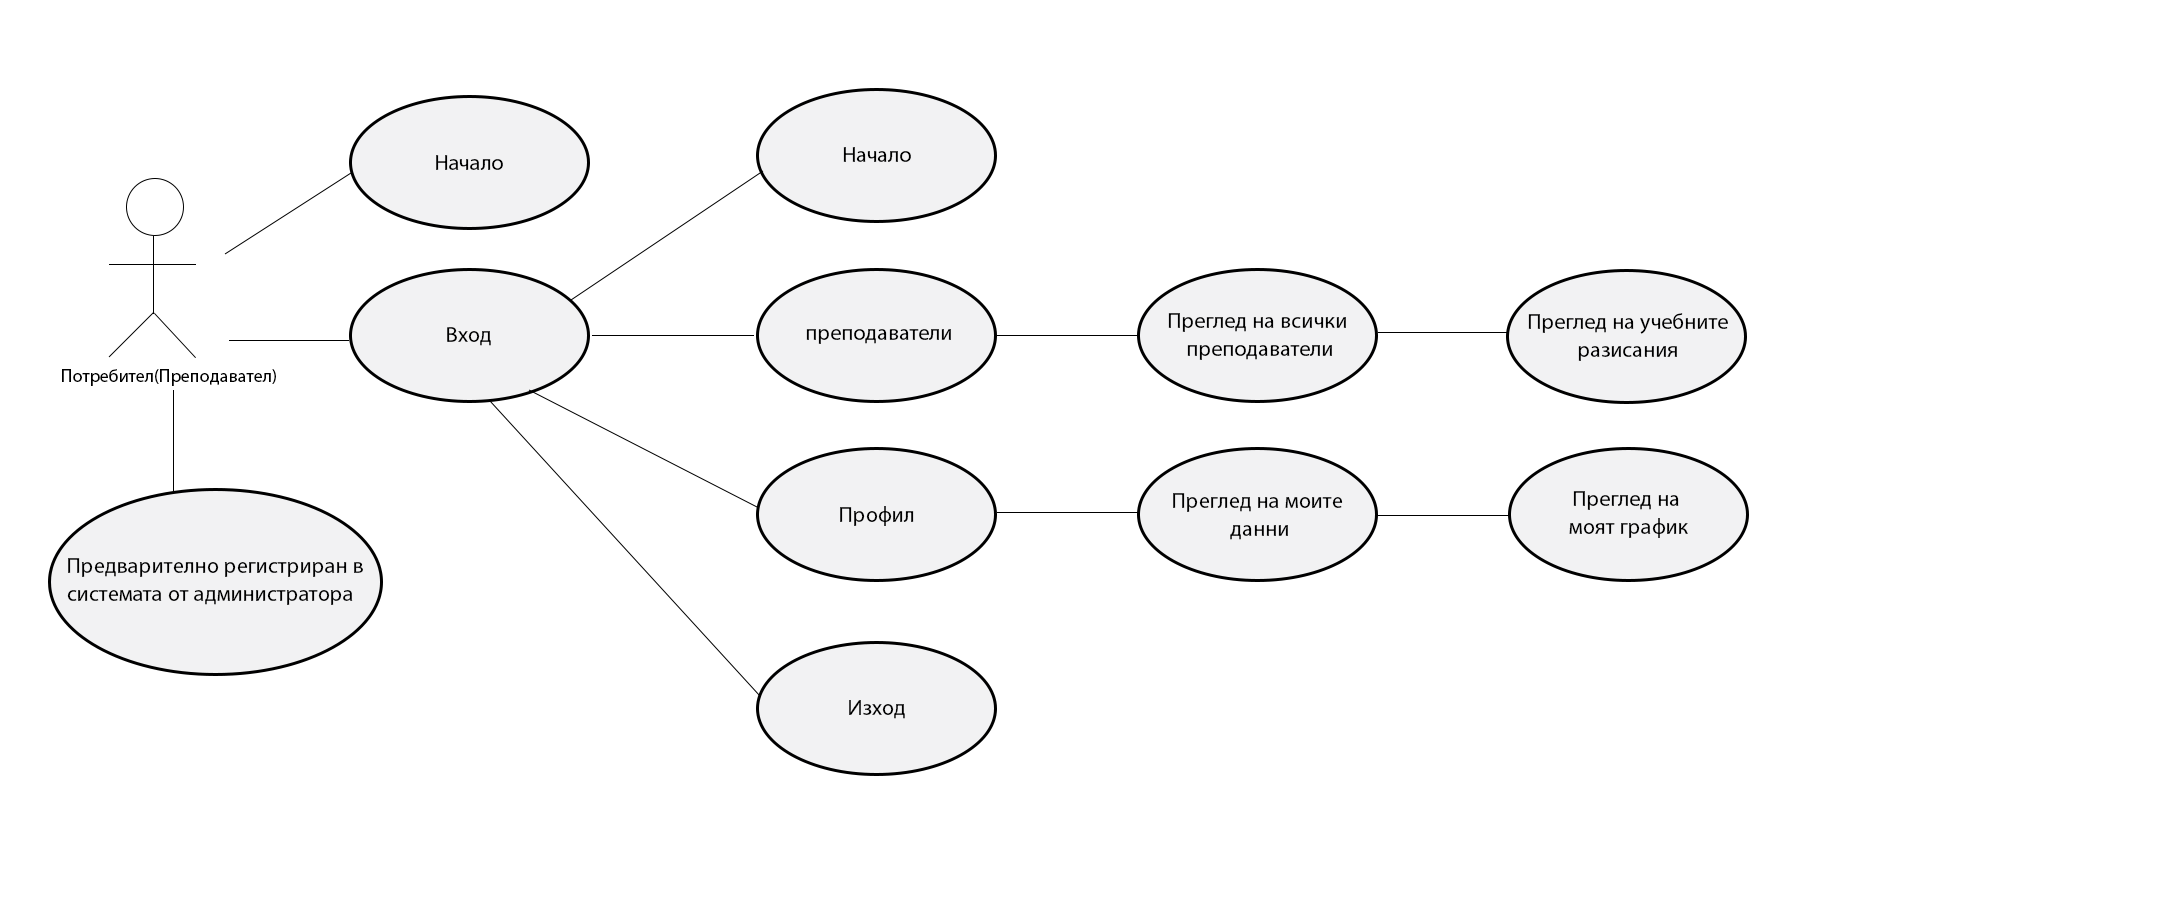 Начало
Начало
Потребител(Преподавател)
Вход
преподаватели
Преглед на всички
преподаватели
Преглед на учебните
разисания
Предварително регистриран в
системата от администратора
Профил
Преглед на моите
данни
Преглед на
моят график
Изход